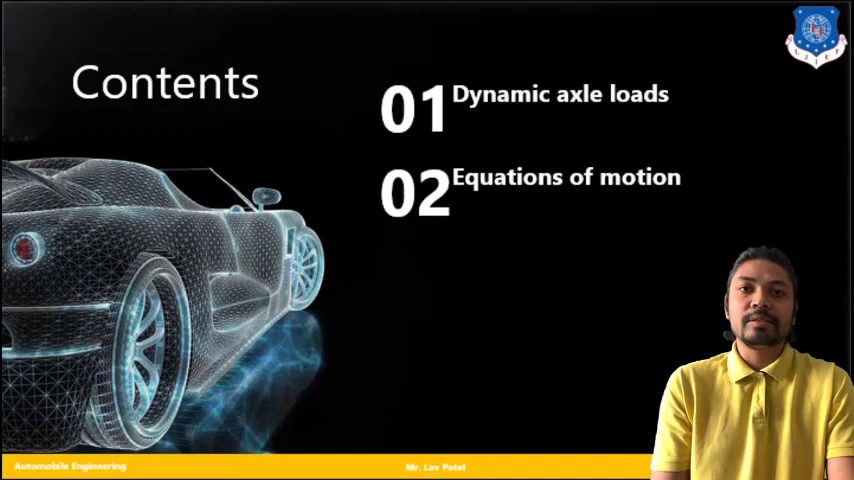 Contents
01 Dynamic axle loads
02 Equations of motion
Automobile Engineering
Mr. Lav Patel